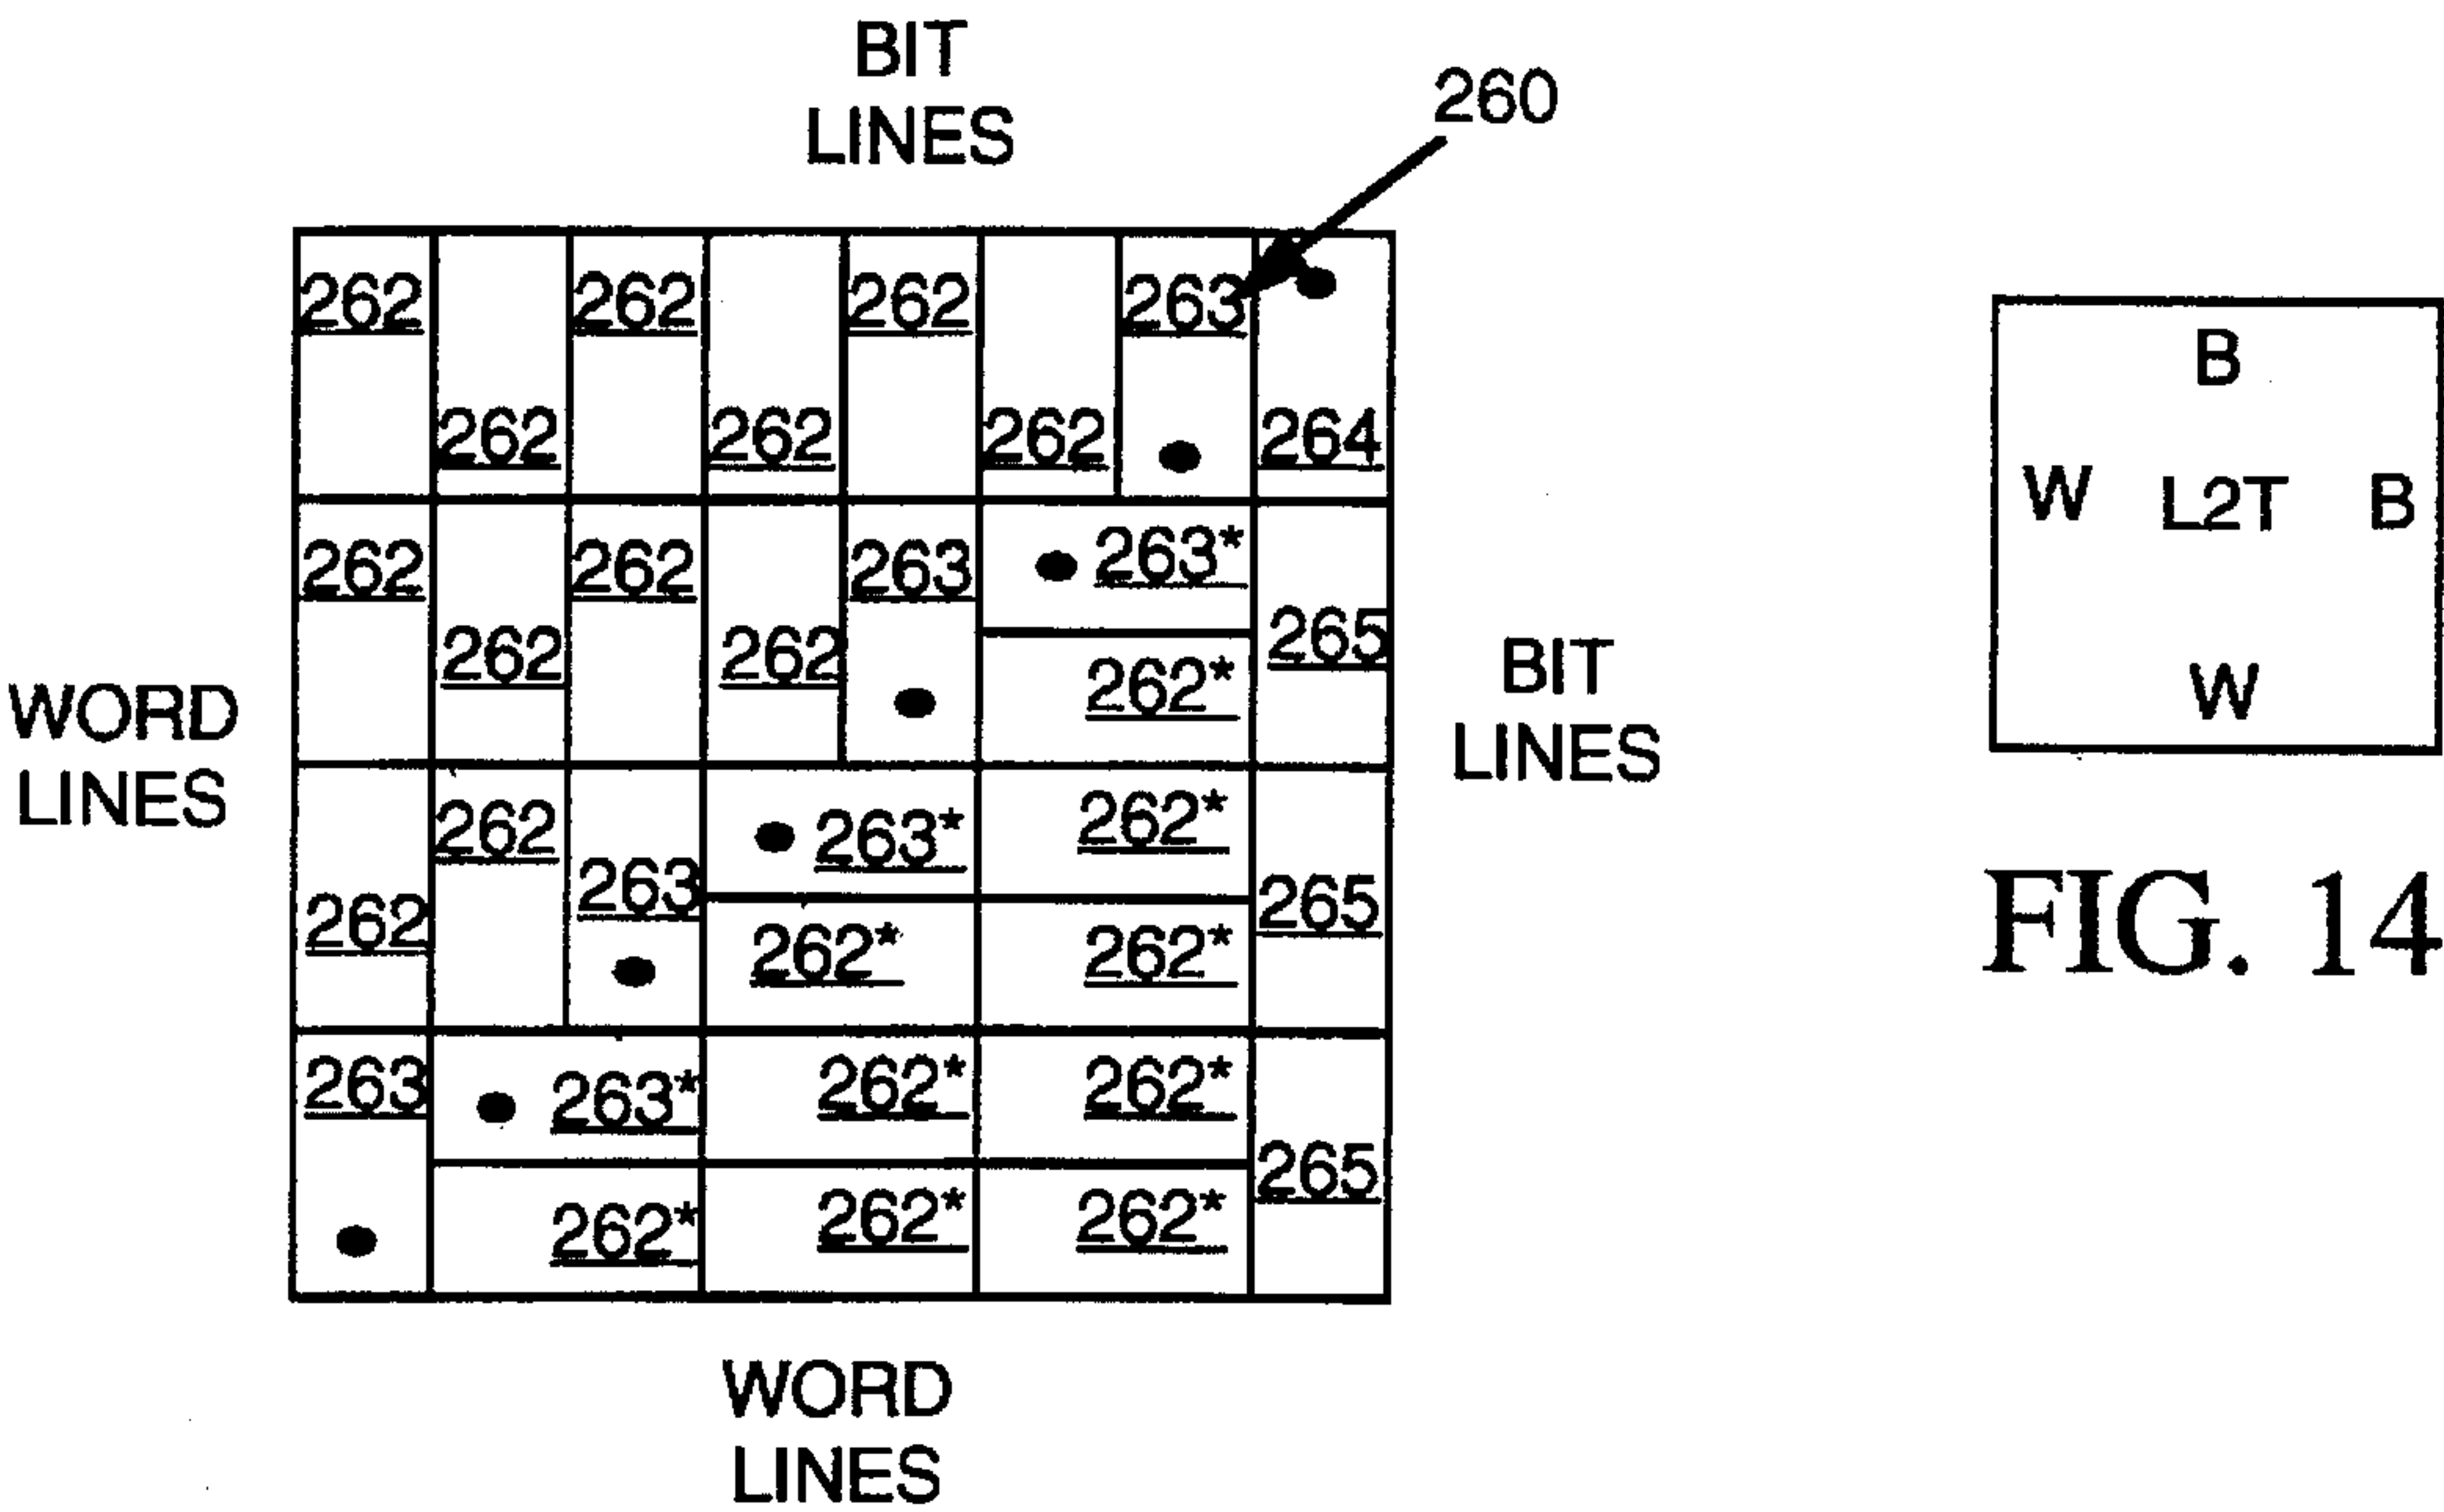 BIT
LINES
260
262 262 262 263
262 262 262 264
262 262 263 263*
262 262 265
262*
262 263* 262*
263 265
262 262* 262*
263 263* 262* 262*
265
262* 262* 262*
WORD
LINES
BIT
LINES
WORD
LINES
B
W L2T B
W
FIG. 14